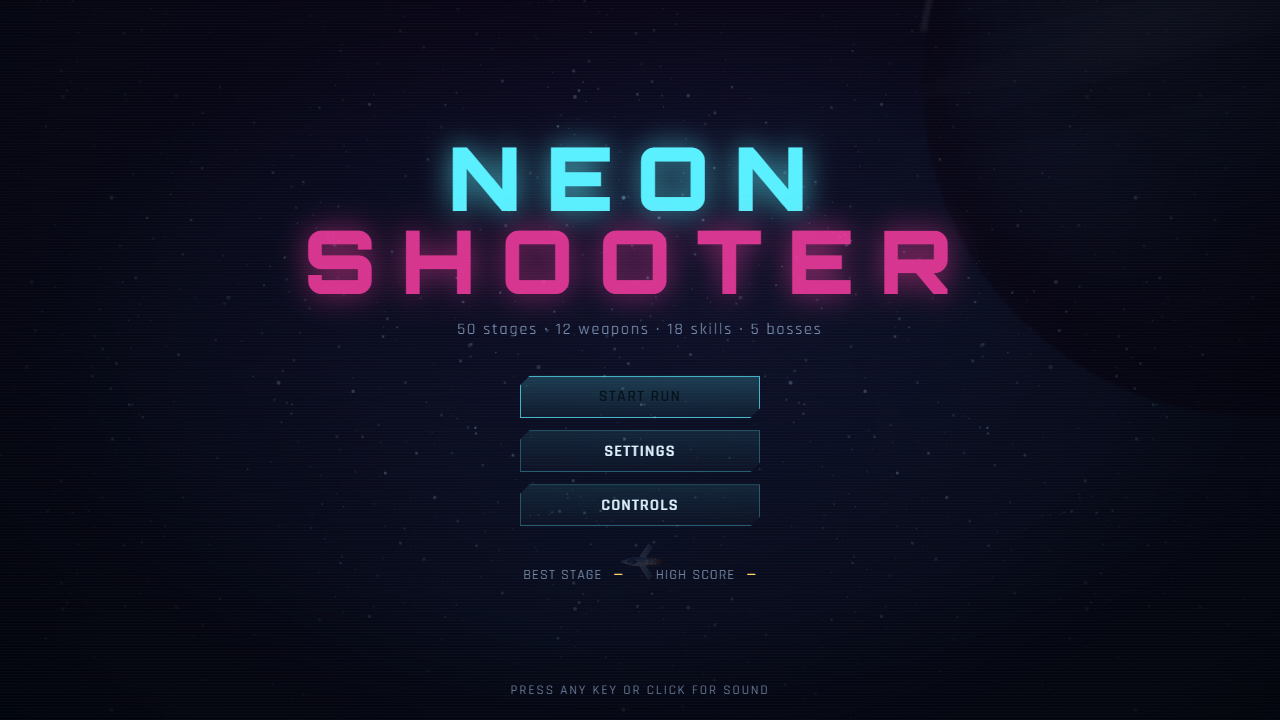 NEON
SHOOTER
50 stages · 12 weapons · 18 skills · 5 bosses
START RUN
SETTINGS
CONTROLS
BEST STAGE – HIGH SCORE –
PRESS ANY KEY OR CLICK FOR SOUND